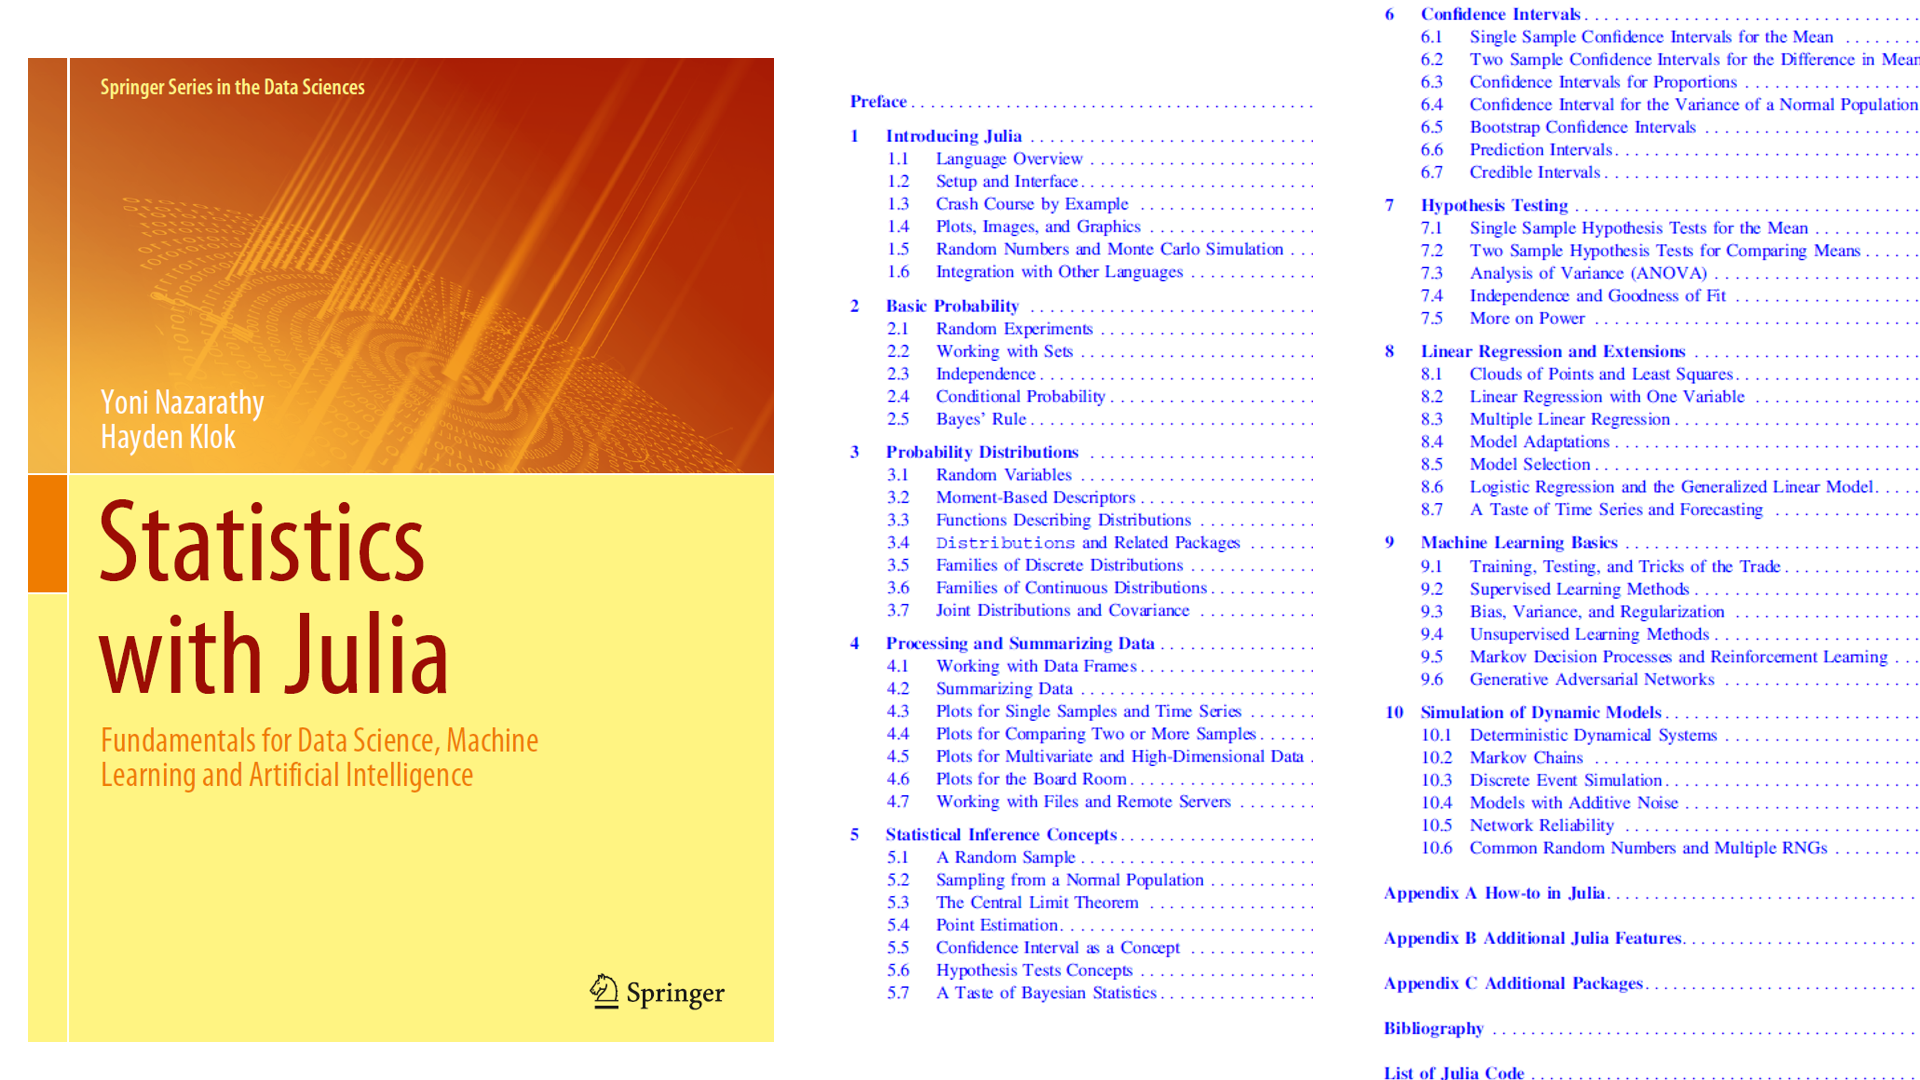 Springer Series in the Data Sciences
Yoni Nazarathy
Hayden Klok
Statistics
with Julia
Fundamentals for Data Science, Machine
Learning and Artificial Intelligence
Springer
Preface
1 Introducing Julia
1.1 Language Overview
1.2 Setup and Interface
1.3 Crash Course by Example
1.4 Plots, Images, and Graphics
1.5 Random Numbers and Monte Carlo Simulation
1.6 Integration with Other Languages
2 Basic Probability
2.1 Random Experiments
2.2 Working with Sets
2.3 Independence
2.4 Conditional Probability
2.5 Bayes' Rule
3 Probability Distributions
3.1 Random Variables
3.2 Moment-Based Descriptors
3.3 Functions Describing Distributions
3.4 Distributions and Related Packages
3.5 Families of Discrete Distributions
3.6 Families of Continuous Distributions
3.7 Joint Distributions and Covariance
4 Processing and Summarizing Data
4.1 Working with Data Frames
4.2 Summarizing Data
4.3 Plots for Single Samples and Time Series
4.4 Plots for Comparing Two or More Samples
4.5 Plots for Multivariate and High-Dimensional Data
4.6 Plots for the Board Room
4.7 Working with Files and Remote Servers
5 Statistical Inference Concepts
5.1 A Random Sample
5.2 Sampling from a Normal Population
5.3 The Central Limit Theorem
5.4 Point Estimation
5.5 Confidence Interval as a Concept
5.6 Hypothesis Tests Concepts
5.7 A Taste of Bayesian Statistics
6 Confidence Intervals
6.1 Single Sample Confidence Intervals for the Mean
6.2 Two Sample Confidence Intervals for the Difference in Mean
6.3 Confidence Intervals for Proportions
6.4 Confidence Interval for the Variance of a Normal Population
6.5 Bootstrap Confidence Intervals
6.6 Prediction Intervals
6.7 Credible Intervals
7 Hypothesis Testing
7.1 Single Sample Hypothesis Tests for the Mean
7.2 Two Sample Hypothesis Tests for Comparing Means
7.3 Analysis of Variance (ANOVA)
7.4 Independence and Goodness of Fit
7.5 More on Power
8 Linear Regression and Extensions
8.1 Clouds of Points and Least Squares
8.2 Linear Regression with One Variable
8.3 Multiple Linear Regression
8.4 Model Adaptations
8.5 Model Selection
8.6 Logistic Regression and the Generalized Linear Model
8.7 A Taste of Time Series and Forecasting
9 Machine Learning Basics
9.1 Training, Testing, and Tricks of the Trade
9.2 Supervised Learning Methods
9.3 Bias, Variance, and Regularization
9.4 Unsupervised Learning Methods
9.5 Markov Decision Processes and Reinforcement Learning
9.6 Generative Adversarial Networks
10 Simulation of Dynamic Models
10.1 Deterministic Dynamical Systems
10.2 Markov Chains
10.3 Discrete Event Simulation
10.4 Models with Additive Noise
10.5 Network Reliability
10.6 Common Random Numbers and Multiple RNGs
Appendix A How-to in Julia
Appendix B Additional Julia Features
Appendix C Additional Packages
Bibliography
List of Julia Code